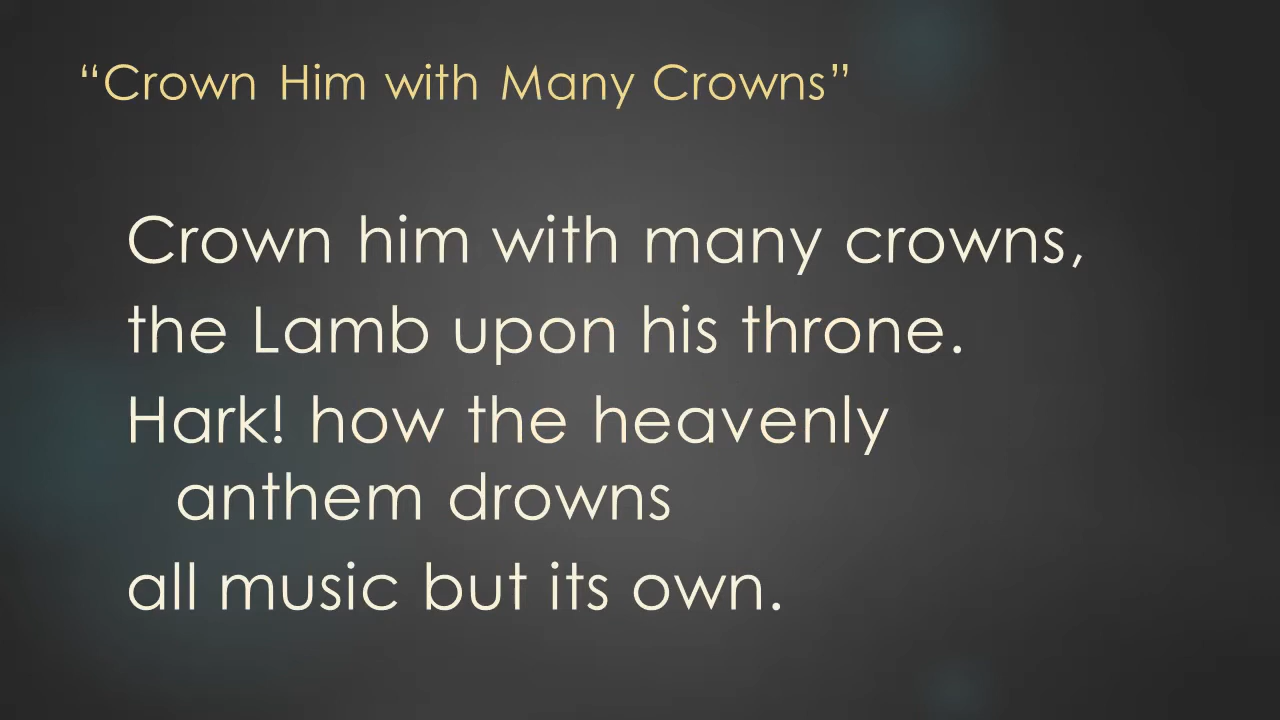 “Crown Him with Many Crowns”
Crown him with many crowns,
the Lamb upon his throne.
Hark! how the heavenly
anthem drowns
all music but its own.